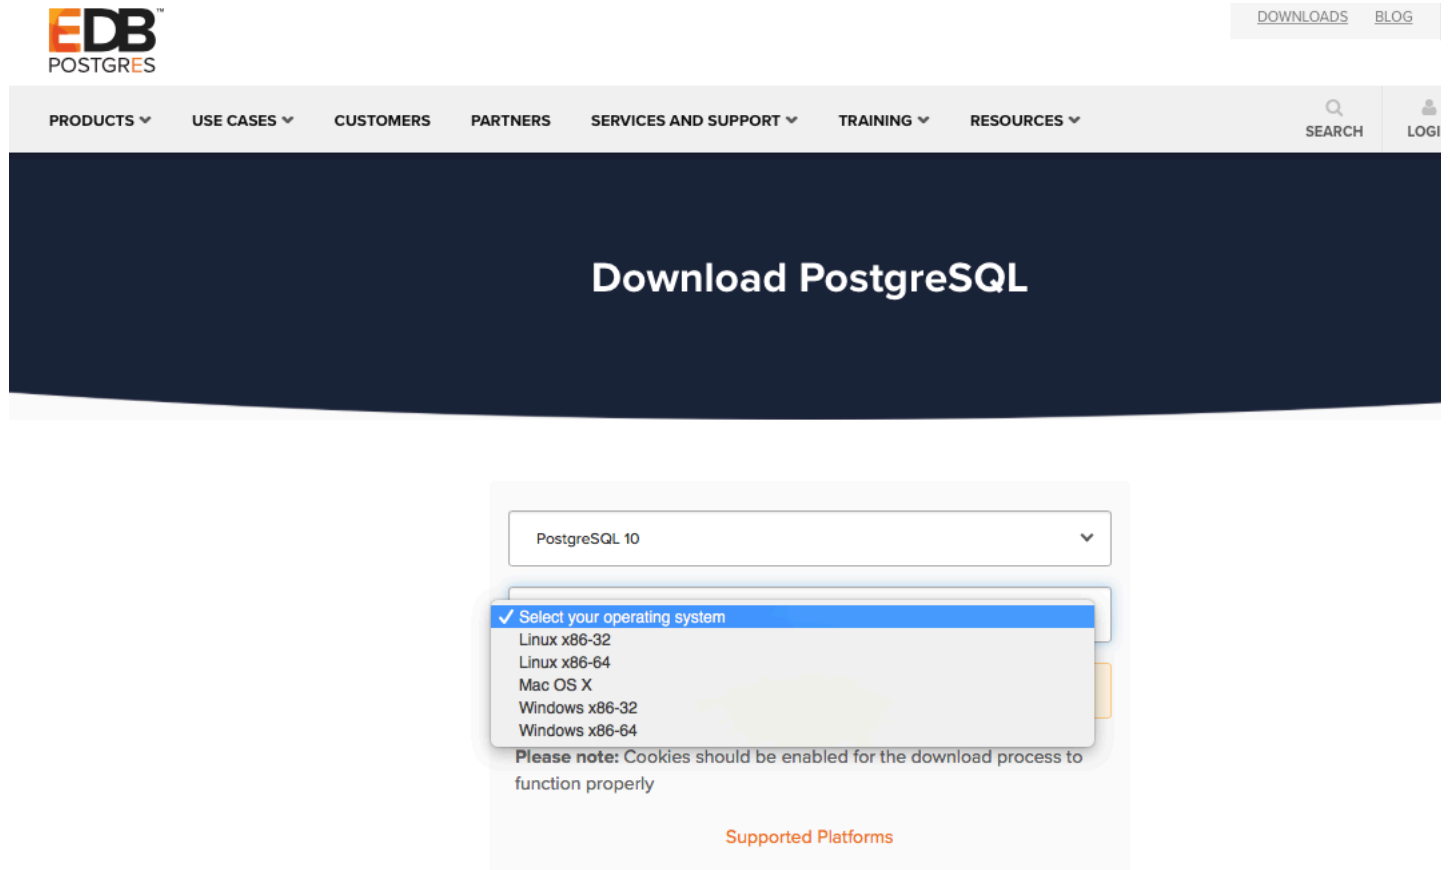 EDB™
POSTGRES
DOWNLOADS BLOG
PRODUCTS USE CASES CUSTOMERS PARTNERS SERVICES AND SUPPORT TRAINING RESOURCES
SEARCH
LOGI
Download PostgreSQL
PostgreSQL 10
Select your operating system
Linux x86-32
Linux x86-64
Mac OS X
Windows x86-32
Windows x86-64
Please note: Cookies should be enabled for the download process to
function properly
Supported Platforms